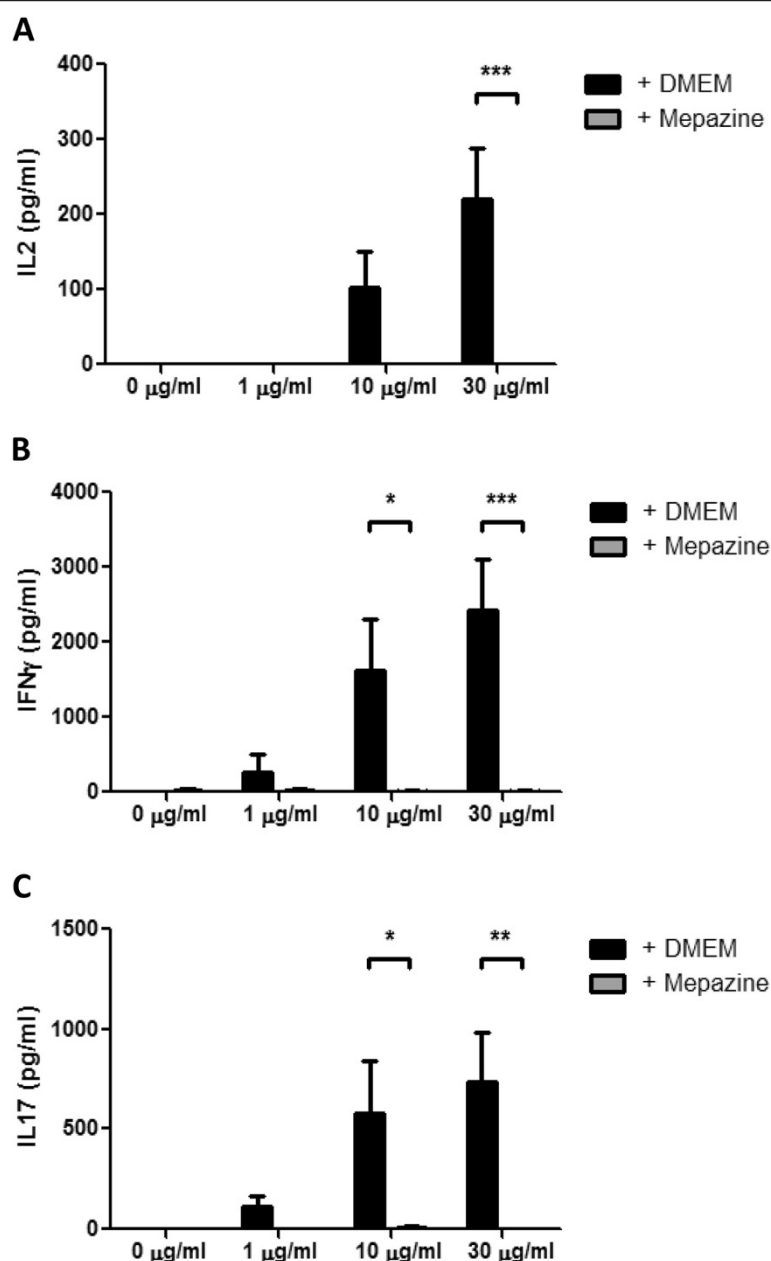 A
400
300
200
100
0
IL2 (pg/ml)
***
+ DMEM
+ Mepazine
0 μg/ml 1 μg/ml 10 μg/ml 30 μg/ml
B
4000
3000
2000
1000
0
IFNγ (pg/ml)
* ***
+ DMEM
+ Mepazine
0 μg/ml 1 μg/ml 10 μg/ml 30 μg/ml
C
1500
1000
500
0
IL17 (pg/ml)
* **
+ DMEM
+ Mepazine
0 μg/ml 1 μg/ml 10 μg/ml 30 μg/ml